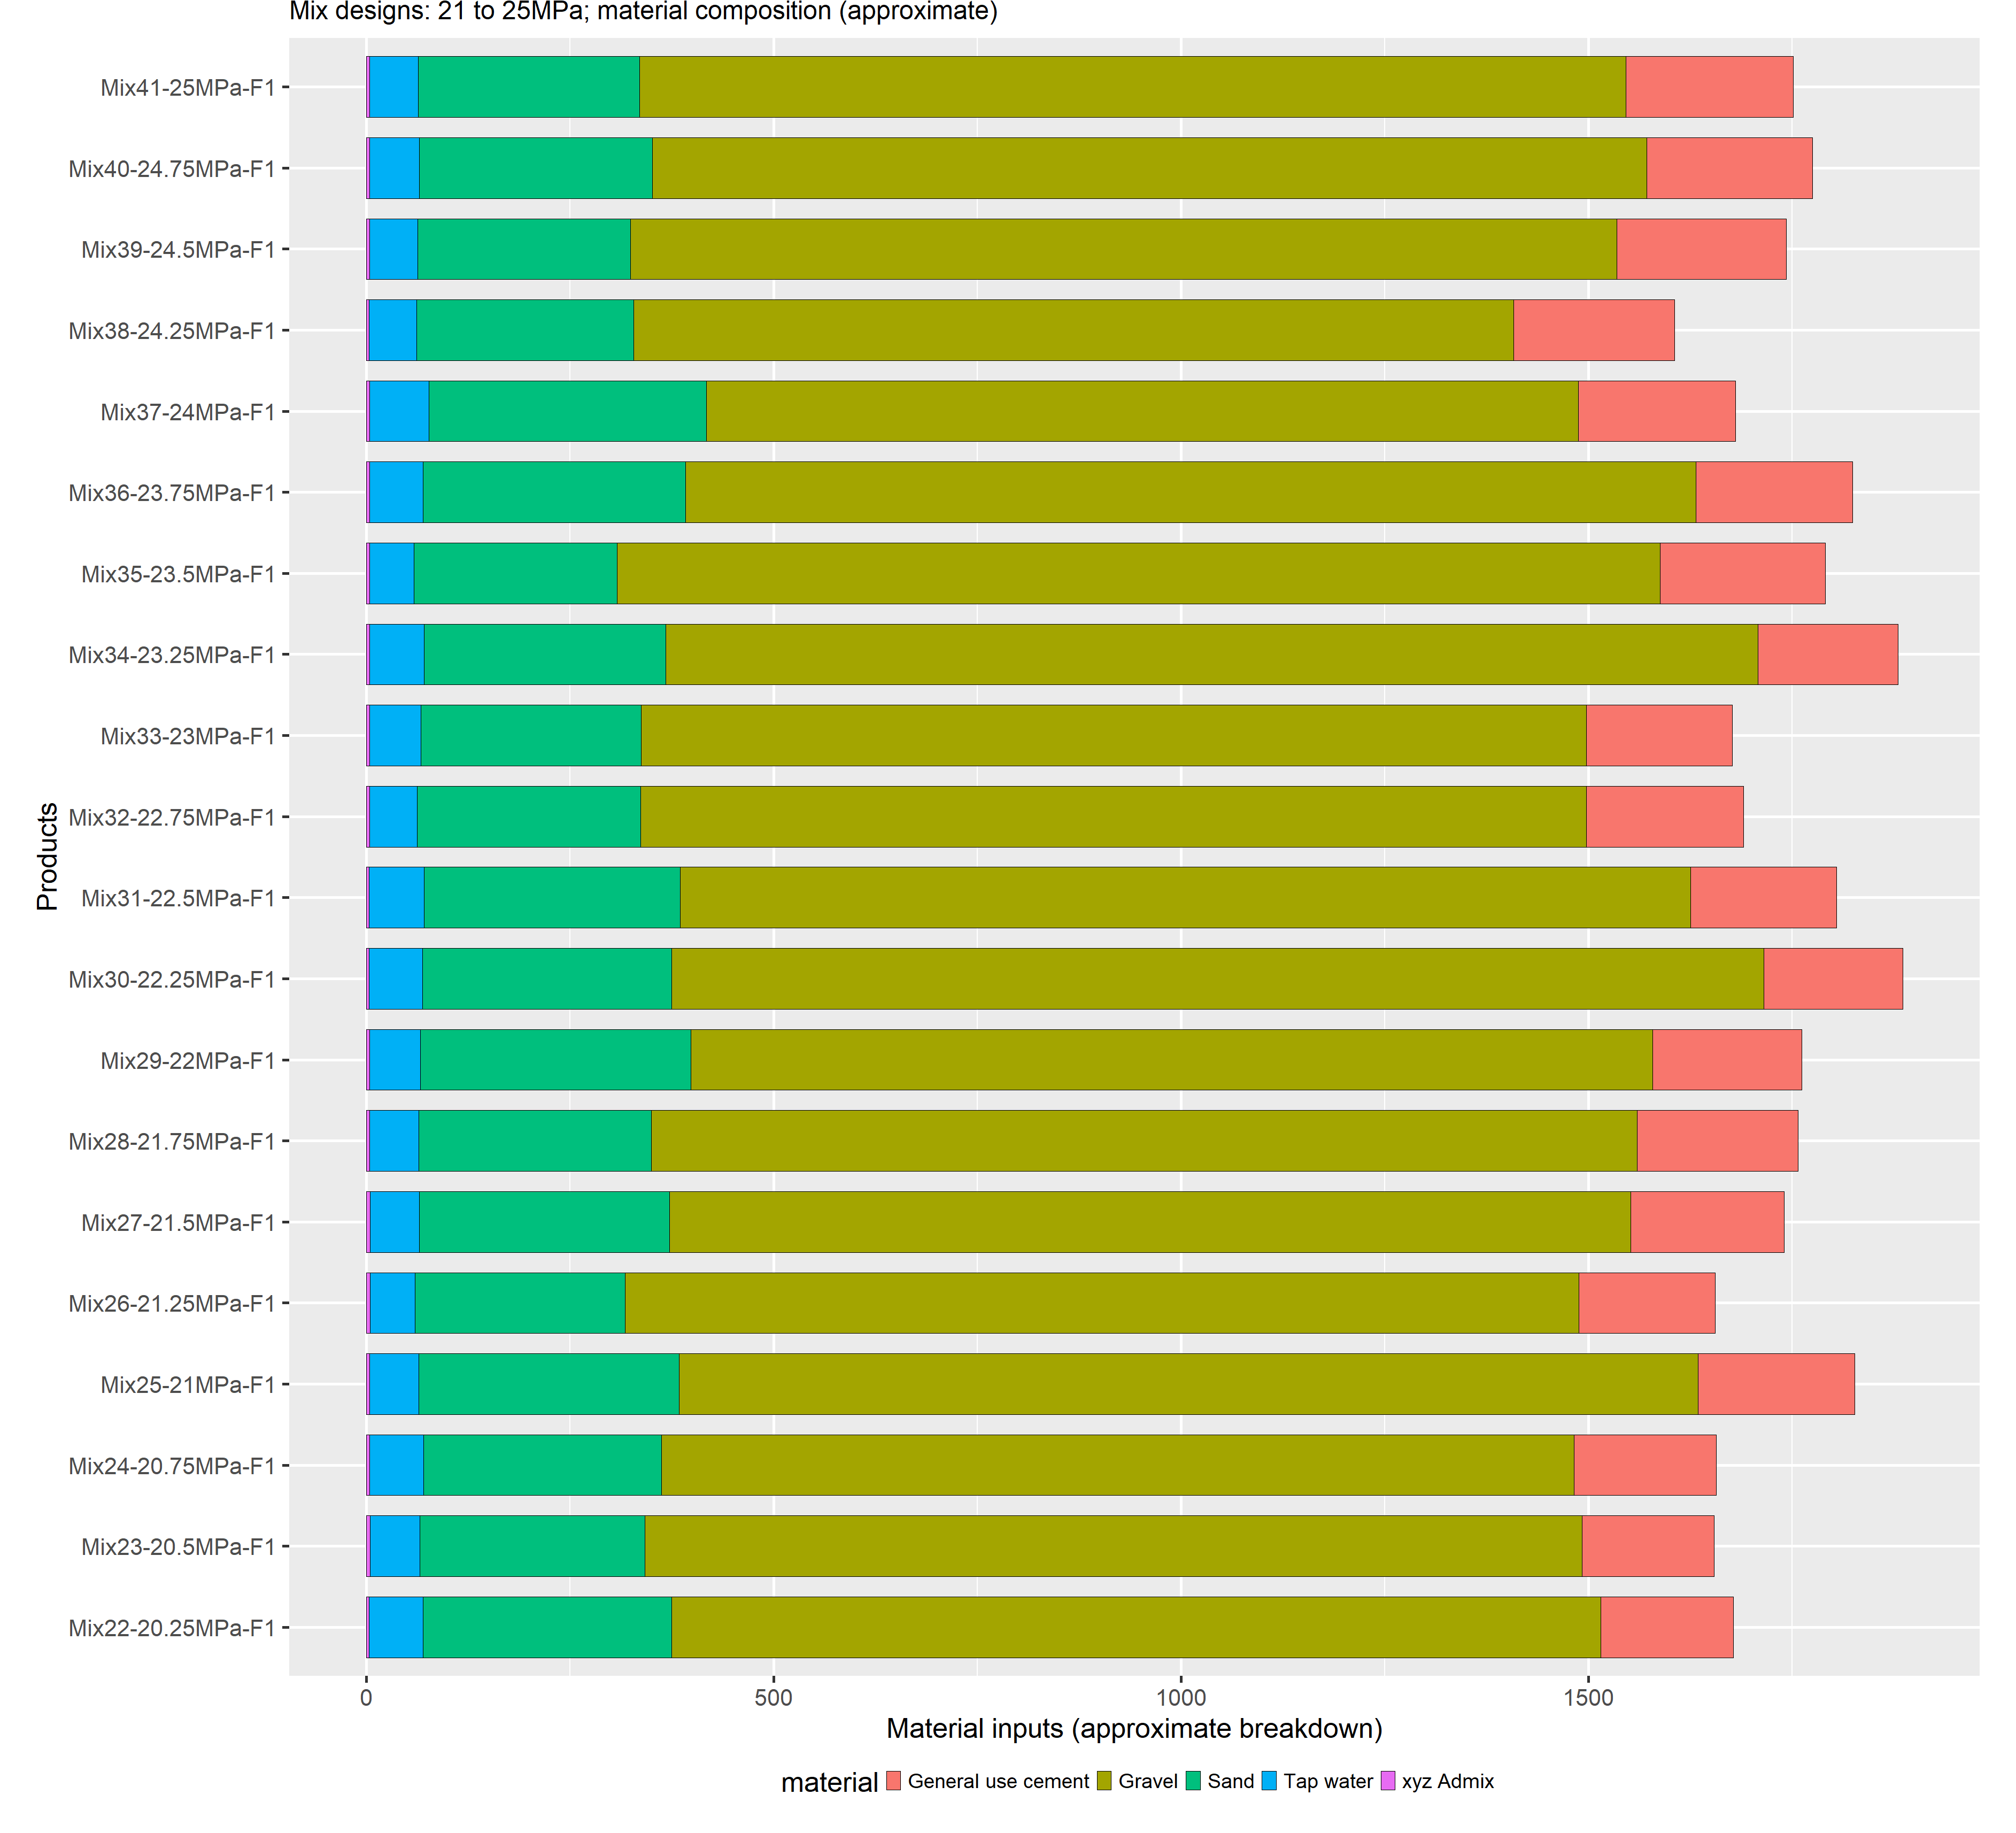 Mix designs: 21 to 25MPa; material composition (approximate)
Mix41-25MPa-F1
Mix40-24.75MPa-F1
Mix39-24.5MPa-F1
Mix38-24.25MPa-F1
Mix37-24MPa-F1
Mix36-23.75MPa-F1
Mix35-23.5MPa-F1
Mix34-23.25MPa-F1
Mix33-23MPa-F1
Mix32-22.75MPa-F1
Mix31-22.5MPa-F1
Mix30-22.25MPa-F1
Mix29-22MPa-F1
Mix28-21.75MPa-F1
Mix27-21.5MPa-F1
Mix26-21.25MPa-F1
Mix25-21MPa-F1
Mix24-20.75MPa-F1
Mix23-20.5MPa-F1
Mix22-20.25MPa-F1
Products
0 500 1000 1500
Material inputs (approximate breakdown)
material General use cement Gravel Sand Tap water xyz Admix